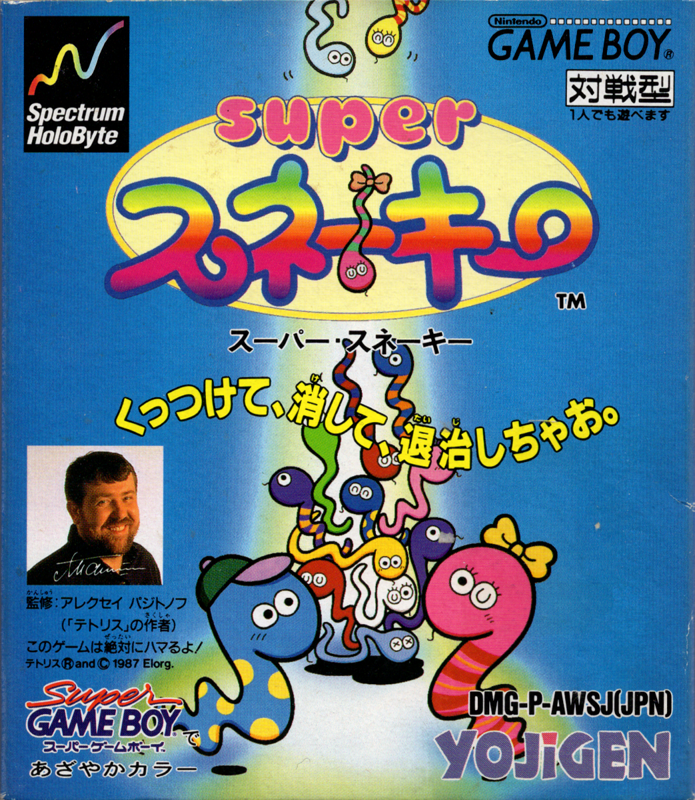 Spectrum
HoloByte
Nintendo
GAME BOY®
対戦型
1人でも遊べます
super
スネーキー
TM
スーパー・スネーキー
くっつけて、消して、退治しちゃお。
監修:アレクセイ パジトノフ
(「テトリス」の作者)
このゲームは絶対にハマるよ!
テトリス®and © 1987 Elorg.
Super
GAME BOY®で
スーパーゲームボーイ
あざやかカラー
DMG-P-AWSJ(JPN)
YOJIGEN